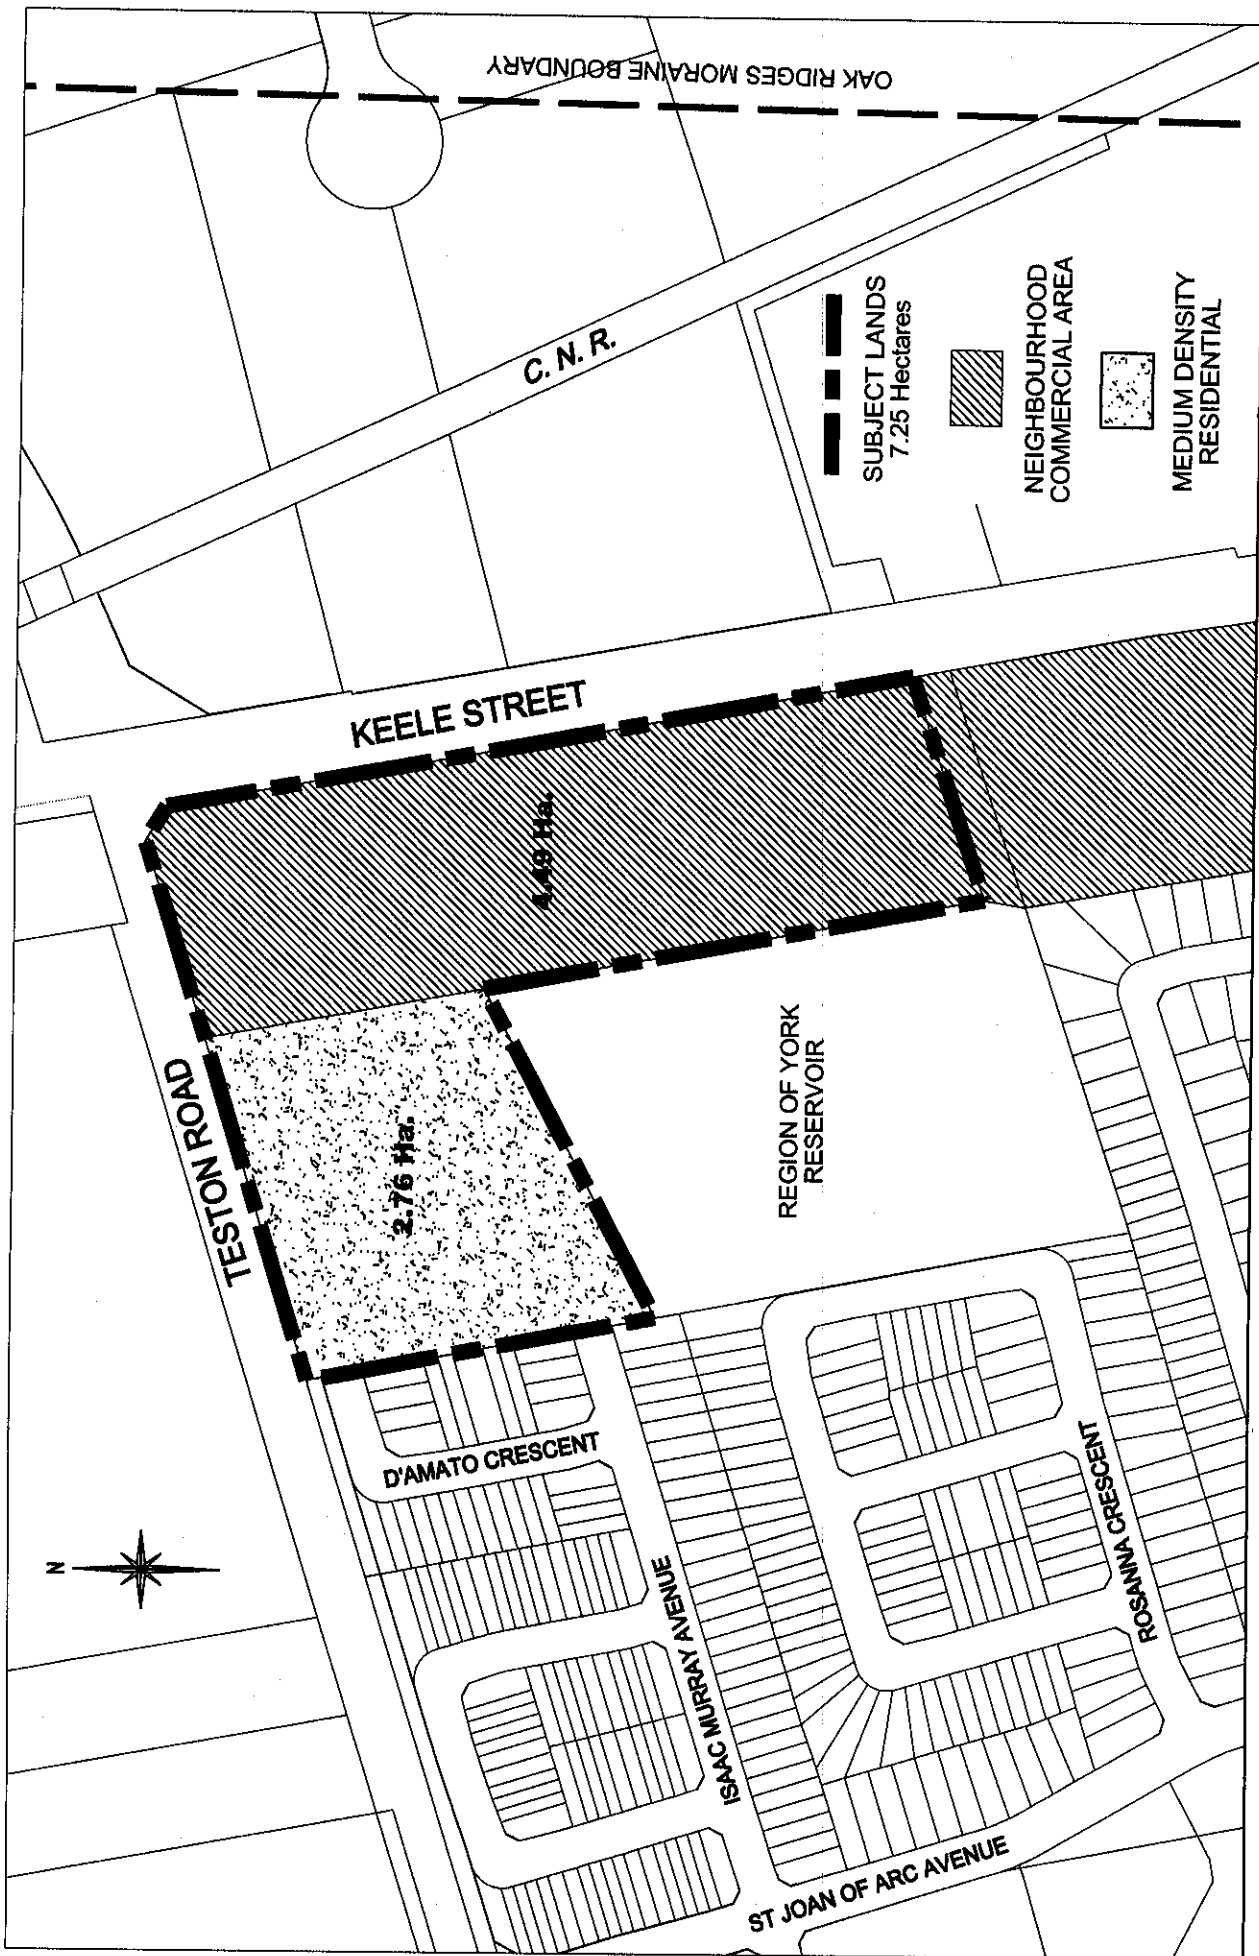 OAK RIDGES MORAINE BOUNDARY
C. N. R.
SUBJECT LANDS
7.25 Hectares
NEIGHBOURHOOD
COMMERCIAL AREA
MEDIUM DENSITY
RESIDENTIAL
KEELE STREET
4.49 Ha.
TESTON ROAD
2.76 Ha.
REGION OF YORK
RESERVOIR
D'AMATO CRESCENT
N
ISAAC MURRAY AVENUE
ROSANNA CRESCENT
ST JOAN OF ARC AVENUE